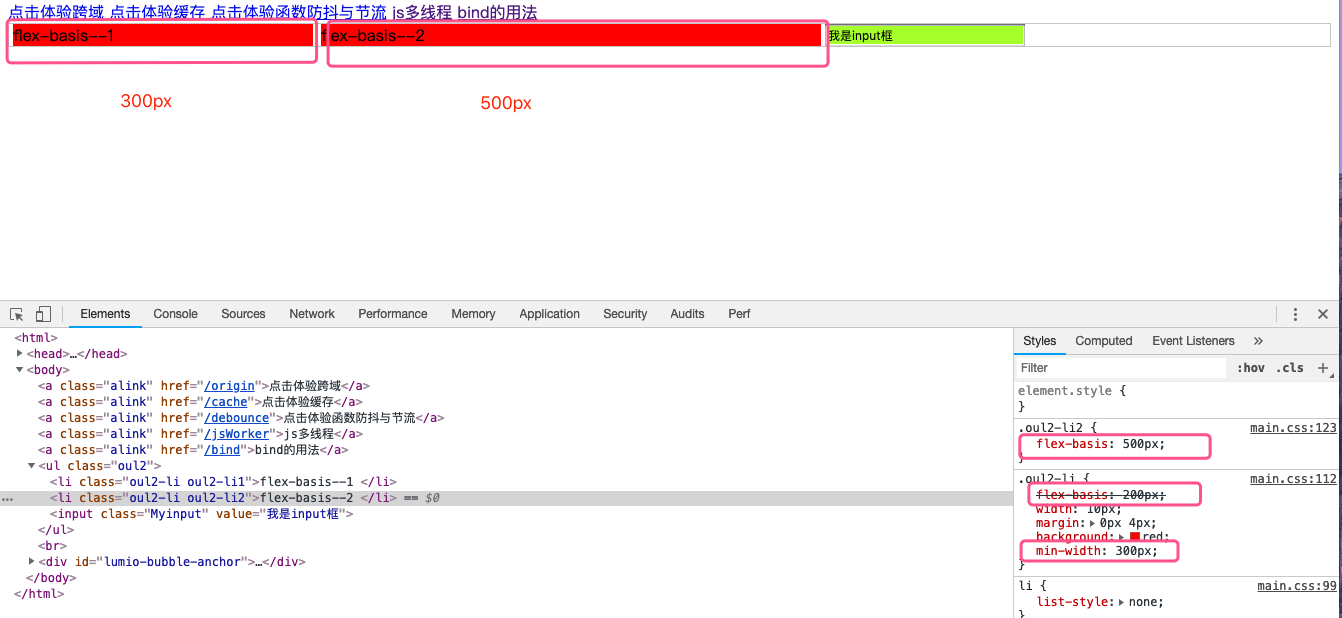 点击体验跨域 点击体验缓存 点击体验函数防抖与节流 js多线程 bind的用法
flex-basis--1 flex-basis--2 我是input框
300px 500px
Elements Console Sources Network Performance Memory Application Security Audits Perf
<html>
<head>…</head>
<body>
<a class="alink" href="/origin">点击体验跨域</a>
<a class="alink" href="/cache">点击体验缓存</a>
<a class="alink" href="/debounce">点击体验函数防抖与节流</a>
<a class="alink" href="/jsWorker">js多线程</a>
<a class="alink" href="/bind">bind的用法</a>
<ul class="oul2">
<li class="oul2-li oul2-li1">flex-basis--1 </li>
<li class="oul2-li oul2-li2">flex-basis--2 </li> == $0
<input class="Myinput" value="我是input框">
</ul>
<br>
<div id="lumio-bubble-anchor">…</div>
</body>
</html>
Styles Computed Event Listeners »
Filter :hov .cls +
element.style {
}
.oul2-li2 { main.css:123
flex-basis: 500px;
}
.oul2-li { main.css:112
flex-basis: 200px;
width: 10px;
margin: 0px 4px;
background: red;
min-width: 300px;
}
li { main.css:99
list-style: none;
}